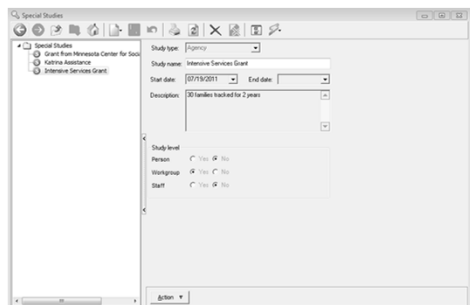 Special Studies
Special Studies
Grant from Minnesota Center for Soci
Katrina Assistance
Intensive Services Grant
Study type: Agency
Study name: Intensive Services Grant
Start date: 07/19/2011 End date:
Description: 30 families tracked for 2 years
Study level
Person Yes No
Workgroup Yes No
Staff Yes No
Action